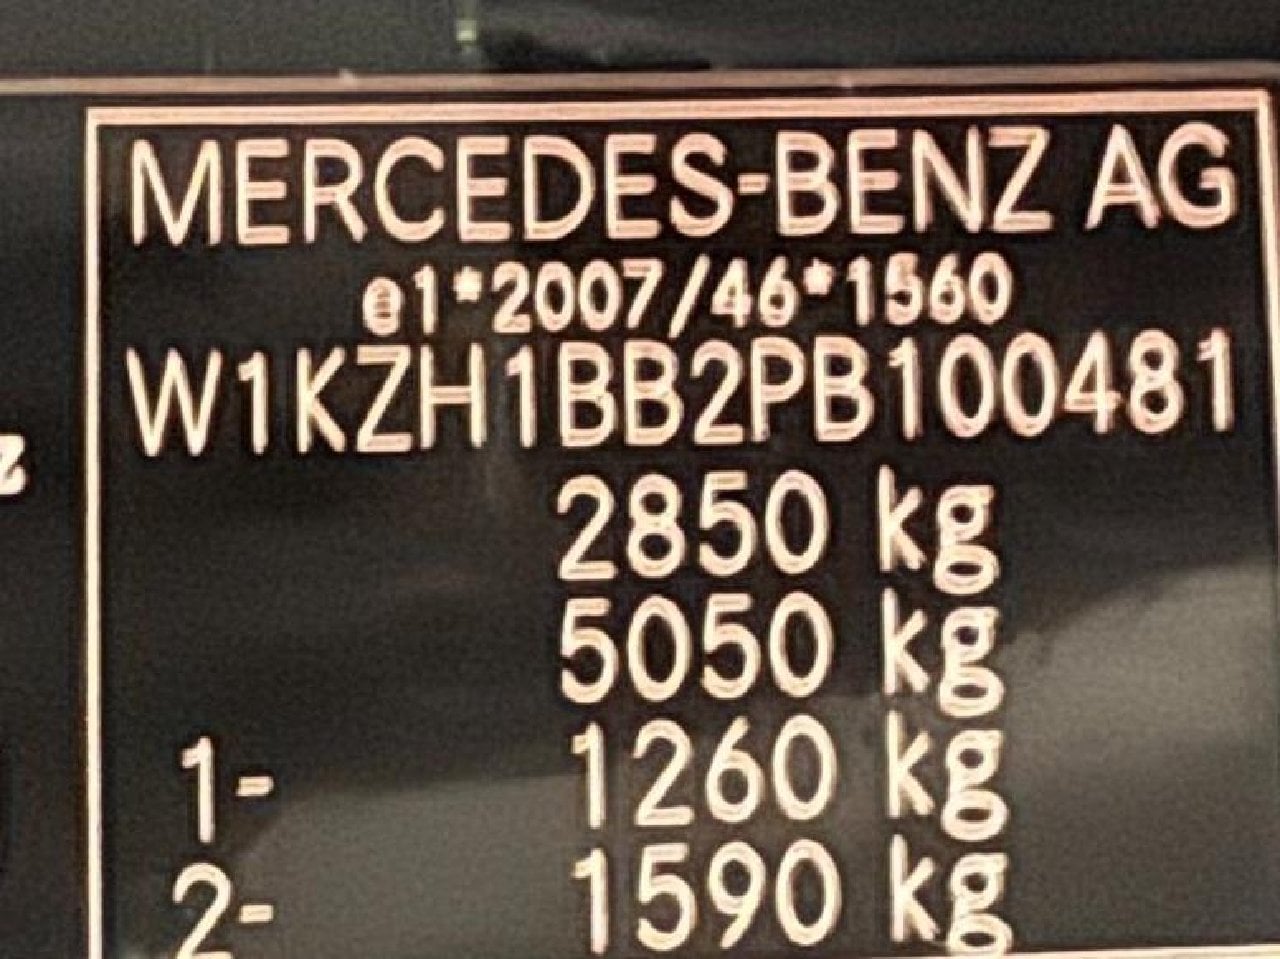 MERCEDES-BENZ AG
e1*2007/46*1560
W1KZH1BB2PB100481
2850 kg
5050 kg
1- 1260 kg
2- 1590 kg